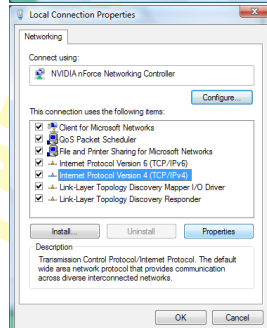 Local Connection Properties
Networking
Connect using:
NVIDIA nForce Networking Controller
Configure...
This connection uses the following items:
Client for Microsoft Networks
QoS Packet Scheduler
File and Printer Sharing for Microsoft Networks
Internet Protocol Version 6 (TCP/IPv6)
Internet Protocol Version 4 (TCP/IPv4)
Link-Layer Topology Discovery Mapper I/O Driver
Link-Layer Topology Discovery Responder
Install... Uninstall Properties
Description
Transmission Control Protocol/Internet Protocol. The default
wide area network protocol that provides communication
across diverse interconnected networks.
OK Cancel